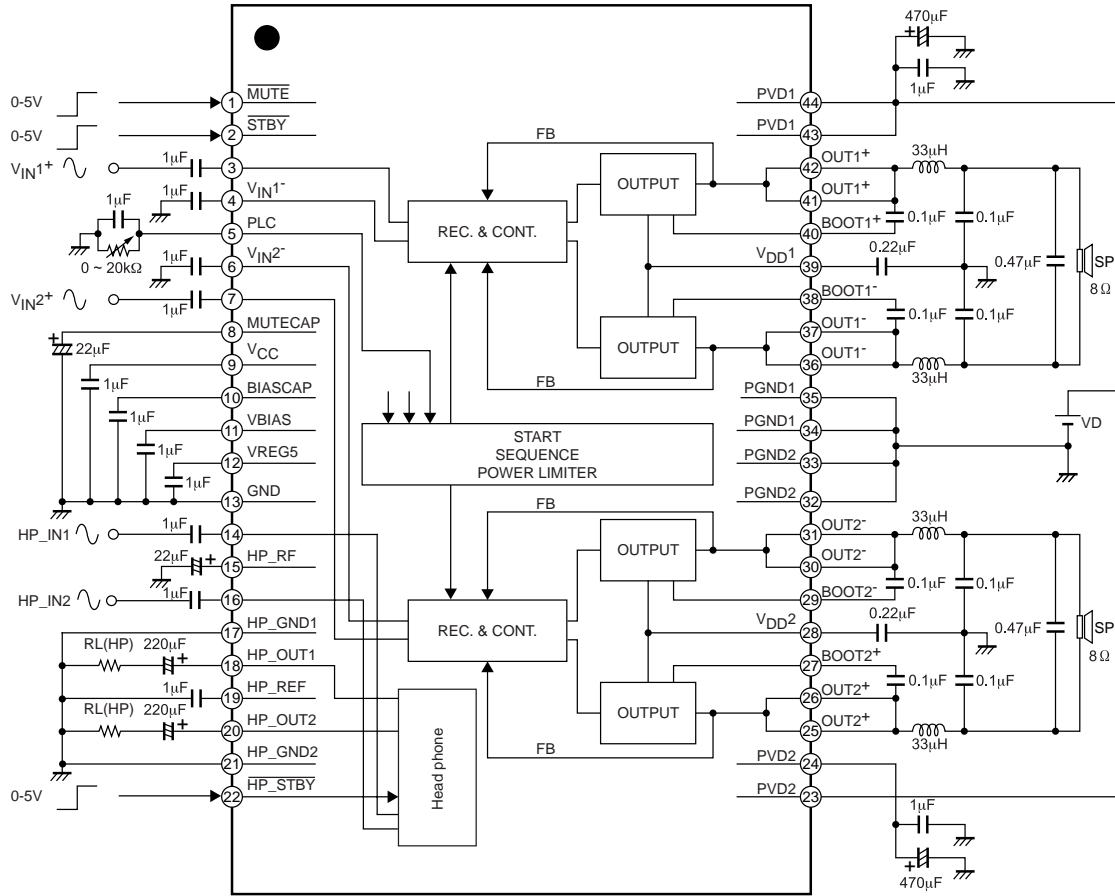 470µF
1µF
0-5V
1
MUTE
PVD1
44
0-5V
2
STBY
PVD1
43
VIN1+
1µF
3
FB
OUTPUT
OUT1+
42
33µH
1µF
4
VIN1-
OUT1+
41
0.1µF
0.1µF
1µF
5
PLC
REC. & CONT.
BOOT1+
40
0 ~ 20kΩ
1µF
6
VIN2-
VDD1
39
0.22µF
0.47µF
SP
8Ω
VIN2+
1µF
7
BOOT1-
38
0.1µF
0.1µF
8
MUTECAP
OUTPUT
OUT1-
37
22µF
9
VCC
OUT1-
36
33µH
1µF
10
BIASCAP
FB
PGND1
35
1µF
11
VBIAS
START
SEQUENCE
POWER LIMITER
PGND1
34
VD
1µF
12
VREG5
PGND2
33
1µF
13
GND
PGND2
32
HP_IN1
1µF
14
FB
OUTPUT
OUT2-
31
33µH
22µF
15
HP_RF
OUT2-
30
0.1µF
0.1µF
HP_IN2
1µF
16
REC. & CONT.
BOOT2-
29
17
HP_GND1
VDD2
28
0.22µF
0.47µF
SP
8Ω
RL(HP)
220µF
18
HP_OUT1
BOOT2+
27
0.1µF
0.1µF
1µF
19
HP_REF
OUTPUT
OUT2+
26
RL(HP)
220µF
20
HP_OUT2
OUT2+
25
33µH
21
HP_GND2
Head phone
FB
PVD2
24
0-5V
22
HP_STBY
PVD2
23
1µF
470µF